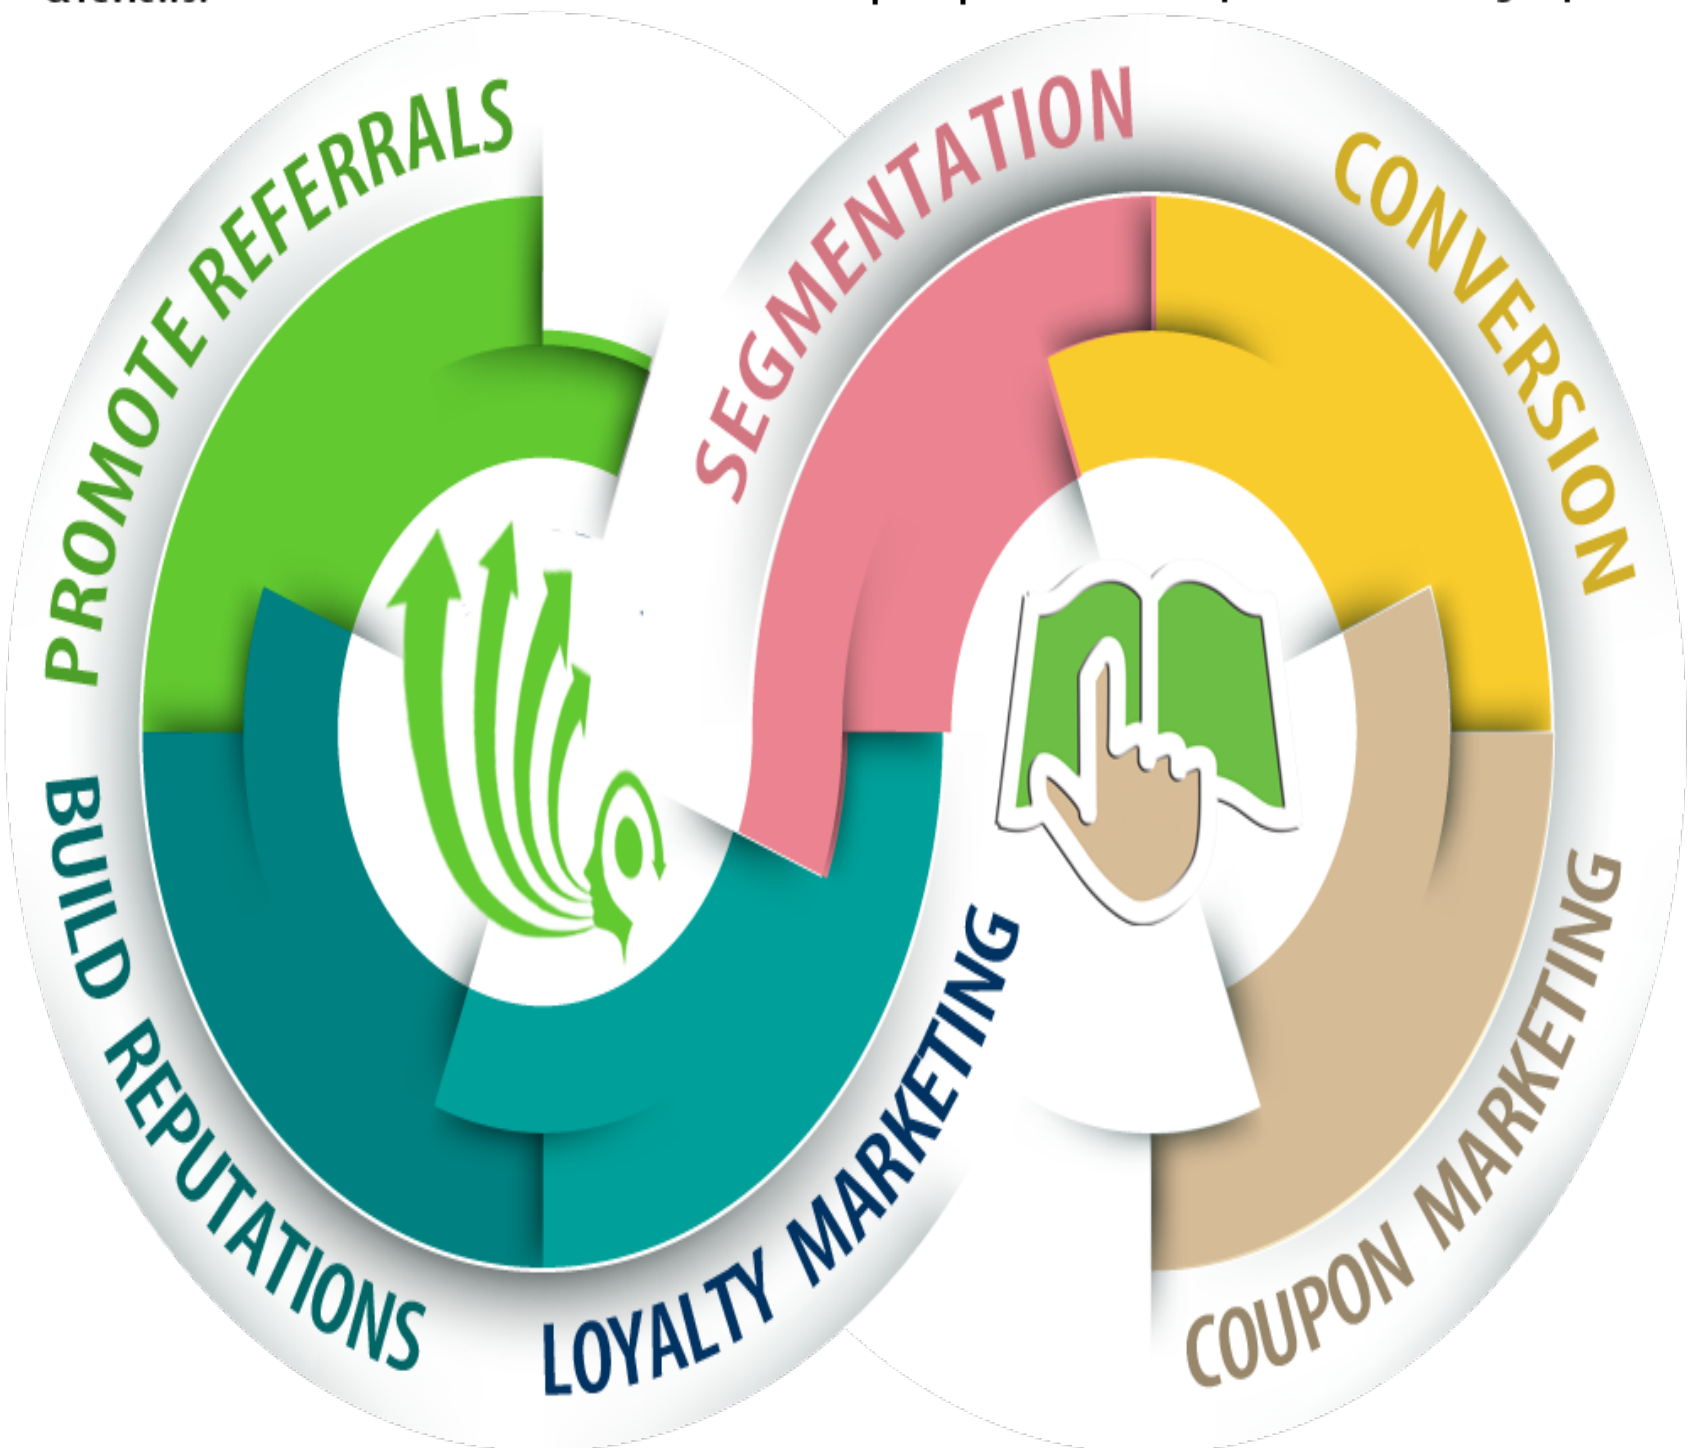 PROMOTE REFERRALS
SEGMENTATION
CONVERSION
BUILD REPUTATIONS
LOYALTY MARKETING
COUPON MARKETING